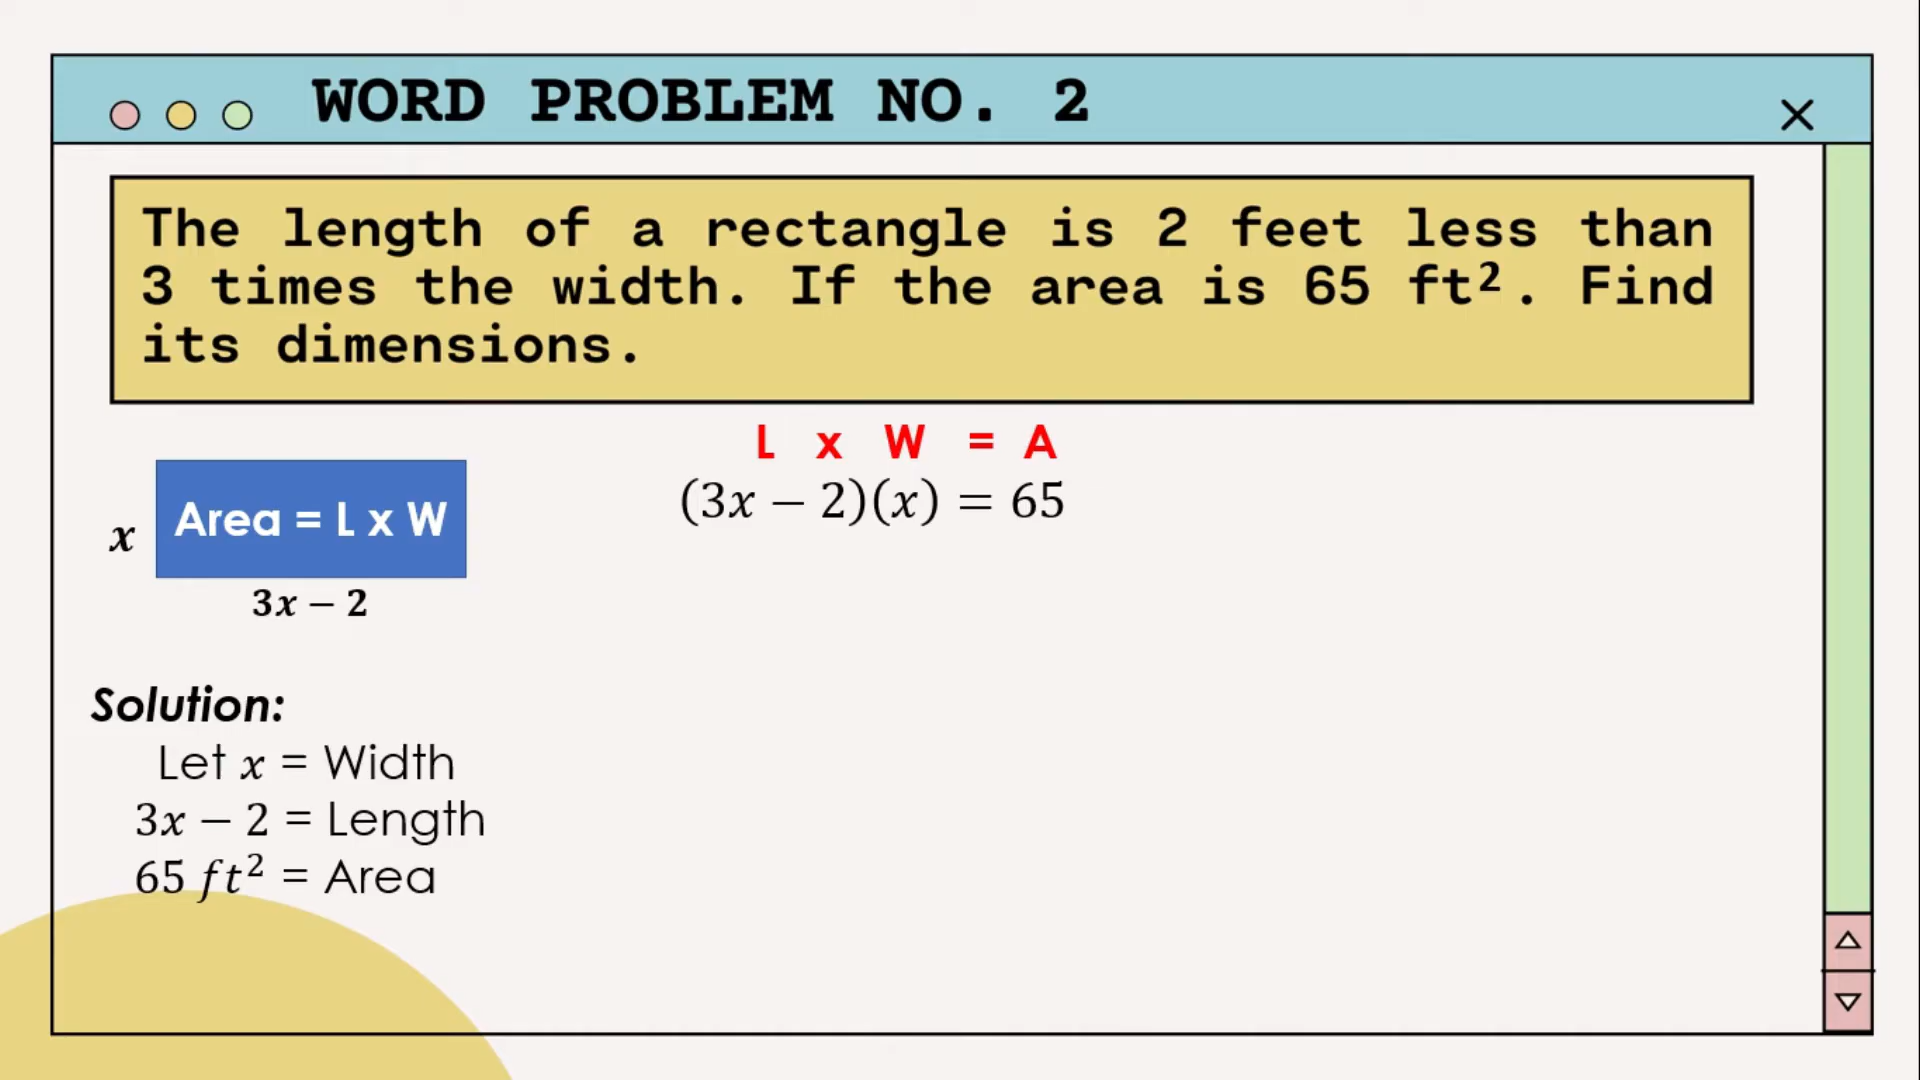 WORD PROBLEM NO. 2
The length of a rectangle is 2 feet less than
3 times the width. If the area is 65 ft². Find
its dimensions.
L x W = A
(3x − 2)(x) = 65
Area = L x W
x
3x − 2
Solution:
Let x = Width
3x − 2 = Length
65 ft² = Area